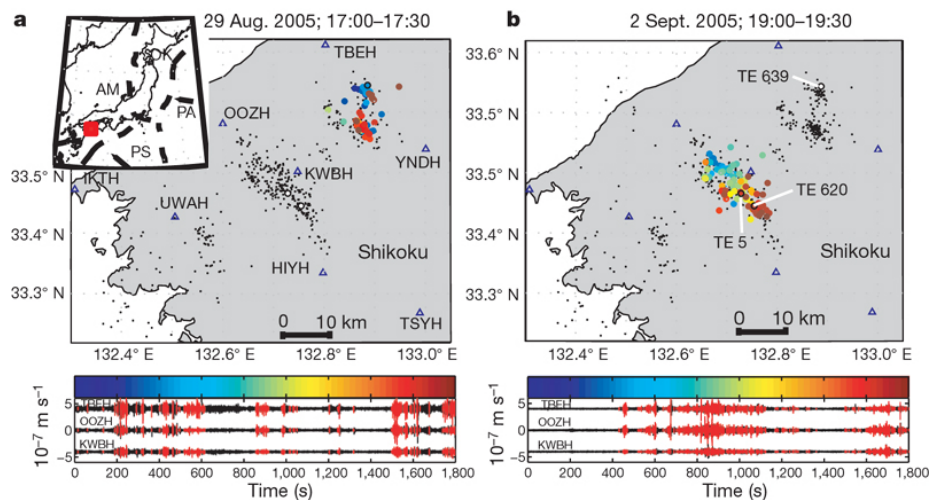 a
29 Aug. 2005; 17:00–17:30
OK
AM
PA
PS
TBEH
OOZH
YNDH
KWBH
IKTH
UWAH
Shikoku
HIYH
TSYH
0 10 km
33.5° N
33.4° N
33.3° N
132.4° E 132.6° E 132.8° E 133.0° E
10⁻⁷ m s⁻¹
5
0
−5
TBEH
OOZH
KWBH
0 200 400 600 800 1,000 1,200 1,400 1,600 1,800
Time (s)
b
2 Sept. 2005; 19:00–19:30
33.6° N
33.5° N
33.5° N
33.4° N
33.3° N
TE 639
TE 620
TE 5
Shikoku
0 10 km
132.4° E 132.5° E 132.6° E 132.8° E 133.0° E
10⁻⁷ m s⁻¹
5
0
−5
TBEH
OOZH
KWBH
0 200 400 600 800 1,000 1,200 1,400 1,600 1,800
Time (s)